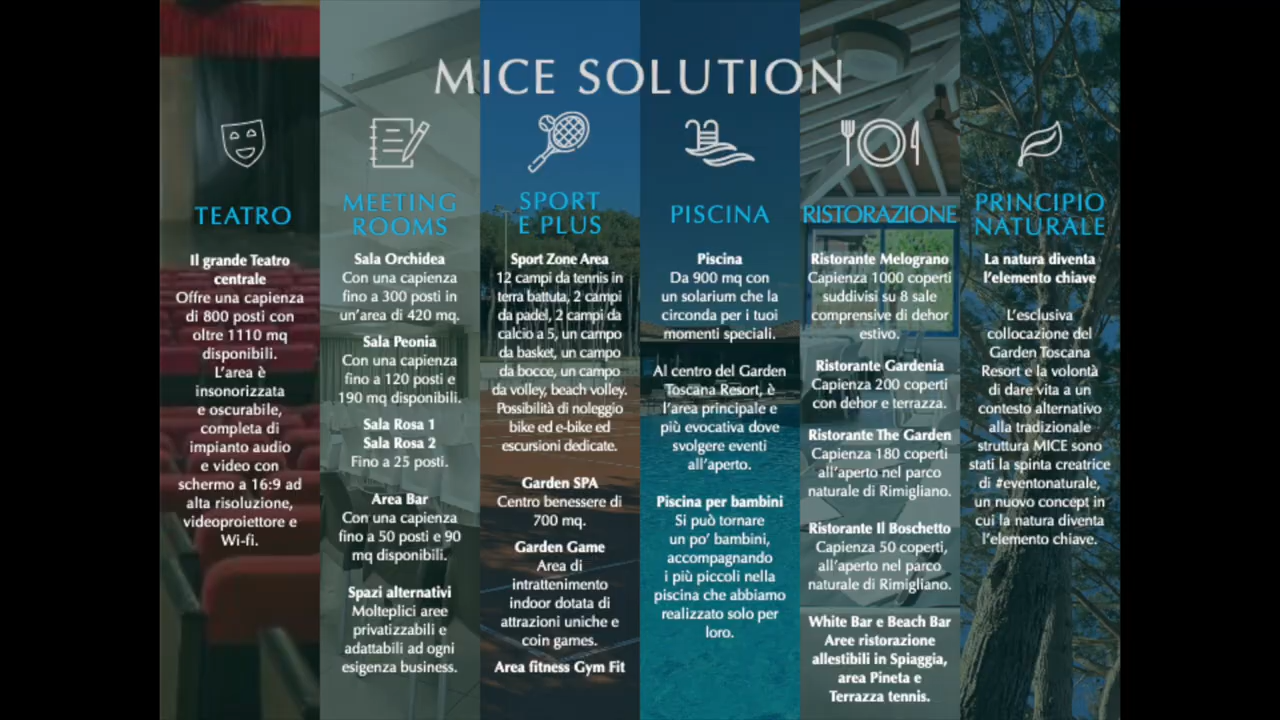 MICE SOLUTION
TEATRO
Il grande Teatro
centrale
Offre una capienza
di 800 posti con
oltre 1110 mq
disponibili.
L'area è
insonorizzata
e oscurabile,
completa di
impianto audio
e video con
schermo a 16:9 ad
alta risoluzione,
videoproiettore e
Wi-fi.
MEETING
ROOMS
Sala Orchidea
Con una capienza
fino a 300 posti in
un'area di 420 mq.
Sala Peonia
Con una capienza
fino a 120 posti e
190 mq disponibili.
Sala Rosa 1
Sala Rosa 2
Fino a 25 posti.
Area Bar
Con una capienza
fino a 50 posti e 90
mq disponibili.
Spazi alternativi
Molteplici aree
privatizzabili e
adattabili ad ogni
esigenza business.
SPORT
E PLUS
Sport Zone Area
12 campi da tennis in
terra battuta, 2 campi
da padel, 2 campi da
calcio a 5, un campo
da basket, un campo
da bocce, un campo
da volley, beach volley.
Possibilità di noleggio
bike ed e-bike ed
escursioni dedicate.
Garden SPA
Centro benessere di
700 mq.
Garden Game
Area di
intrattenimento
indoor dotata di
attrazioni uniche e
coin games.
Area fitness Gym Fit
PISCINA
Piscina
Da 900 mq con
un solarium che la
circonda per i tuoi
momenti speciali.
Al centro del Garden
Toscana Resort, è
l'area principale e
più evocativa dove
svolgere eventi
all'aperto.
Piscina per bambini
Si può tornare
un po' bambini,
accompagnando
i più piccoli nella
piscina che abbiamo
realizzato solo per
loro.
RISTORAZIONE
Ristorante Melograno
Capienza 1000 coperti
suddivisi su 8 sale
comprensive di dehor
estivo.
Ristorante Gardenia
Capienza 200 coperti
con dehor e terrazza.
Ristorante The Garden
Capienza 180 coperti
all'aperto nel parco
naturale di Rimigliano.
Ristorante Il Boschetto
Capienza 50 coperti,
all'aperto nel parco
naturale di Rimigliano.
White Bar e Beach Bar
Aree ristorazione
allestibili in Spiaggia,
area Pineta e
Terrazza tennis.
PRINCIPIO
NATURALE
La natura diventa
l'elemento chiave
L'esclusiva
collocazione del
Garden Toscana
Resort e la volontà
di dare vita a un
contesto alternativo
alla tradizionale
struttura MICE sono
stati la spinta creatrice
di #eventonaturale,
un nuovo concept in
cui la natura diventa
l'elemento chiave.